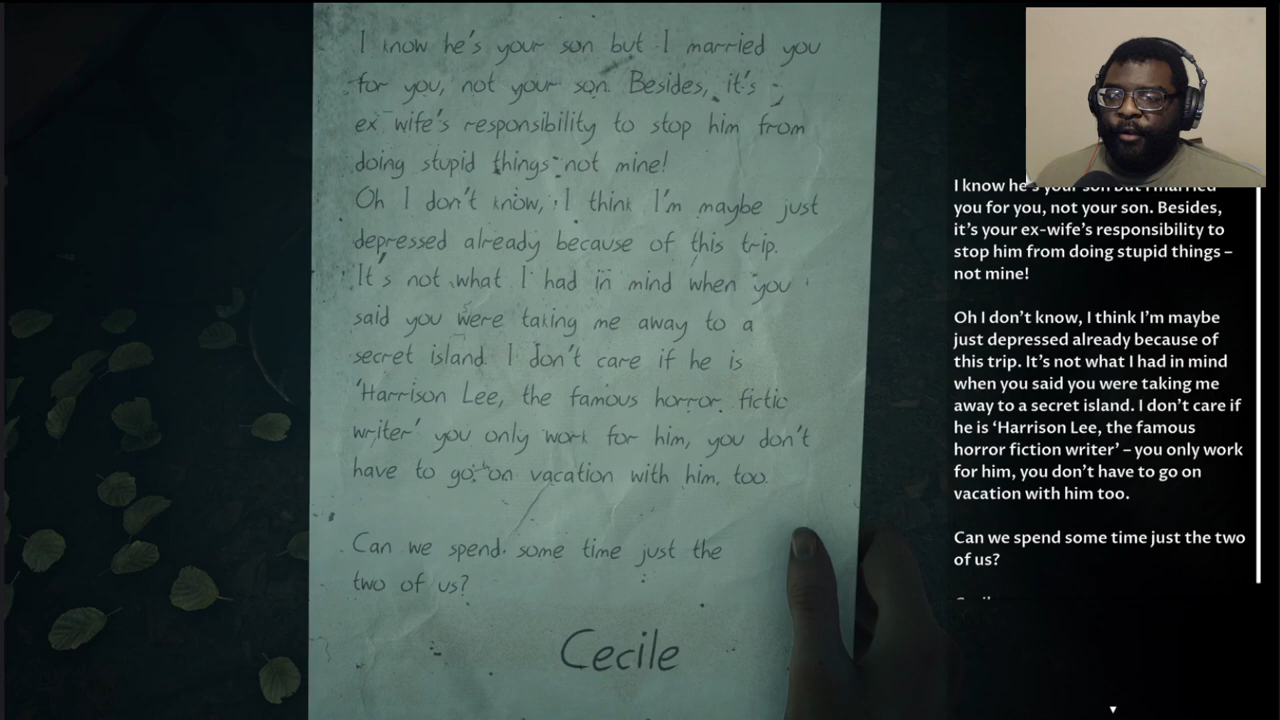 I know he's your son but I married you
for you, not your son. Besides, it's
ex wife's responsibility to stop him from
doing stupid things - not mine!
Oh I don't know, I think I'm maybe just
depressed already because of this trip.
It's not what I had in mind when you
said you were taking me away to a
secret island. I don't care if he is
'Harrison Lee, the famous horror fictio
writer' you only work for him, you don't
have to go on vacation with him, too.
Can we spend some time just the
two of us?
Cecile
I know he's your son but I married
you for you, not your son. Besides,
it's your ex-wife's responsibility to
stop him from doing stupid things –
not mine!
Oh I don't know, I think I'm maybe
just depressed already because of
this trip. It's not what I had in mind
when you said you were taking me
away to a secret island. I don't care if
he is 'Harrison Lee, the famous
horror fiction writer' – you only work
for him, you don't have to go on
vacation with him too.
Can we spend some time just the two
of us?